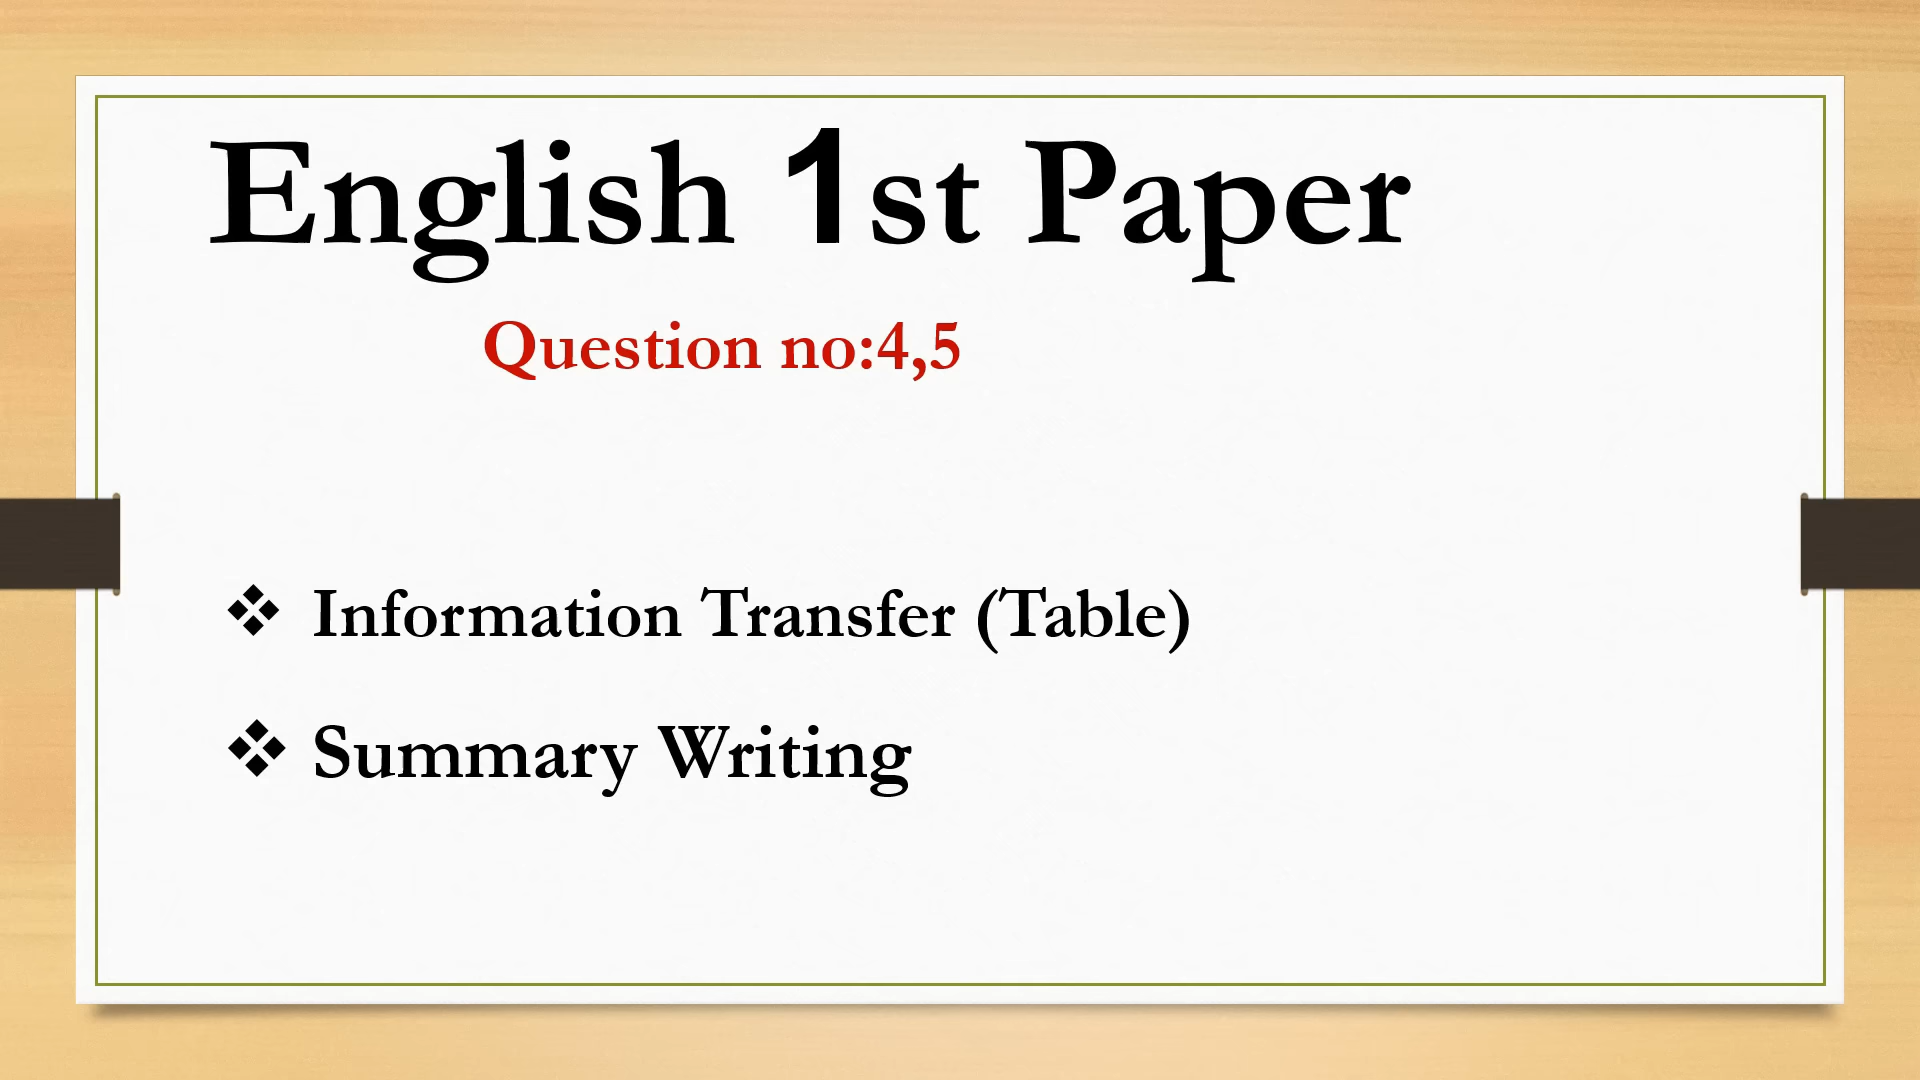 English 1st Paper
Question no:4,5
❖ Information Transfer (Table)
❖ Summary Writing